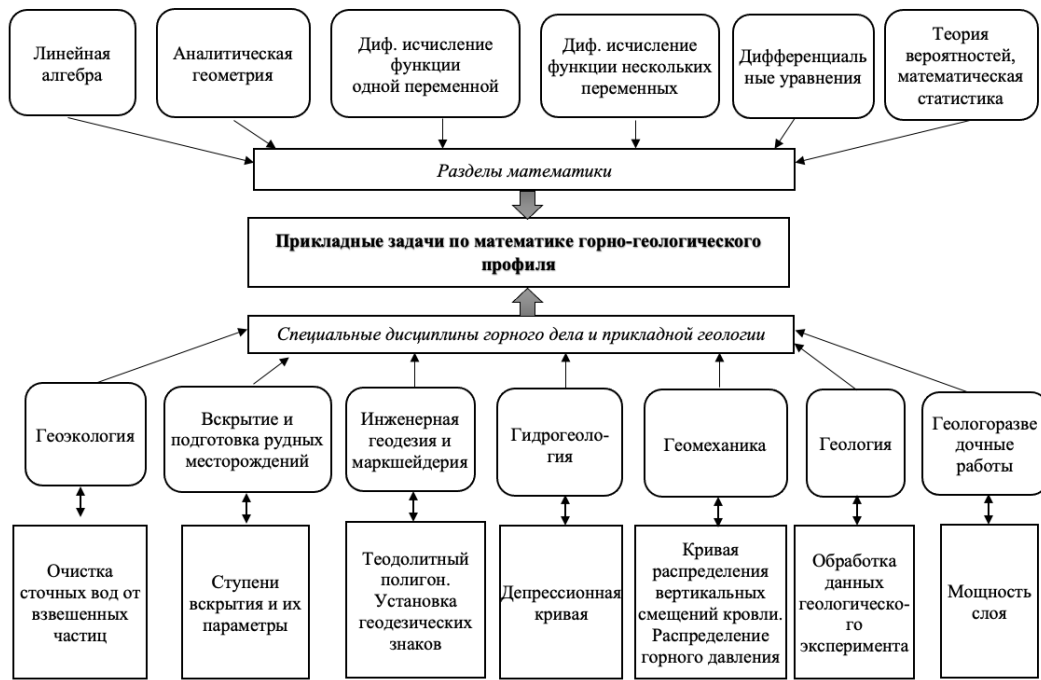 Линейная
алгебра
Аналитическая
геометрия
Диф. исчисление
функции
одной переменной
Диф. исчисление
функции нескольких
переменных
Дифференциаль
ные уравнения
Теория
вероятностей,
математическая
статистика
Разделы математики
Прикладные задачи по математике горно-геологического
профиля
Специальные дисциплины горного дела и прикладной геологии
Геоэкология
Вскрытие и
подготовка рудных
месторождений
Инженерная
геодезия и
маркшейдерия
Гидрогеоло-
гия
Геомеханика
Геология
Геологоразве
дочные
работы
Очистка
сточных вод от
взвешенных
частиц
Ступени
вскрытия и их
параметры
Теодолитный
полигон.
Установка
геодезических
знаков
Депрессионная
кривая
Кривая
распределения
вертикальных
смещений кровли.
Распределение
горного давления
Обработка
данных
геологическо-
го
эксперимента
Мощность
слоя